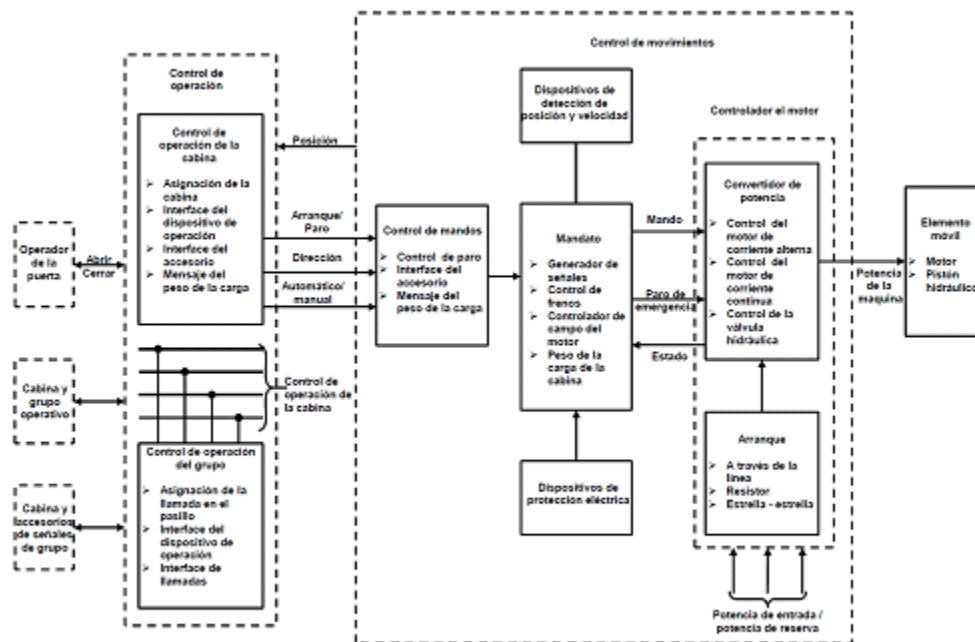 Control de movimientos
Control de
operación
Control de
operación de la
cabina
Asignación de la
cabina
Interface del
dispositivo de
operación
Interface del
accesorio
Mensaje del
peso de la carga
Operador
de la
puerta
Abrir
Cerrar
Cabina y
grupo
operativo
Cabina y
accesorios
de señales
de grupo
Control de
operación de
la cabina
Control de operación
del grupo
Asignación de la
llamada en el
pasillo
Interface del
dispositivo de
operación
Interface de
llamadas
Posición
Arranque/
Paro
Dirección
Automático/
manual
Control de mandos
Control de paro
Interface del
accesorio
Mensaje del
peso de la carga
Dispositivos de
detección de
posición y velocidad
Mandato
Generador de
señales
Control de
frenos
Controlador de
campo del
motor
Peso de la
carga de la
cabina
Dispositivos de
protección eléctrica
Mando
Paro de
emergencia
Estado
Controlador el motor
Convertidor de
potencia
Control del
motor de
corriente alterna
Control del
motor de
corriente
continua
Control de la
válvula
hidráulica
Arranque
A través de la
línea
Resistor
Estrella - estrella
Potencia de entrada /
potencia de reserva
Potencia
de la
maquina
Elemento
móvil
Motor
Pistón
hidráulico